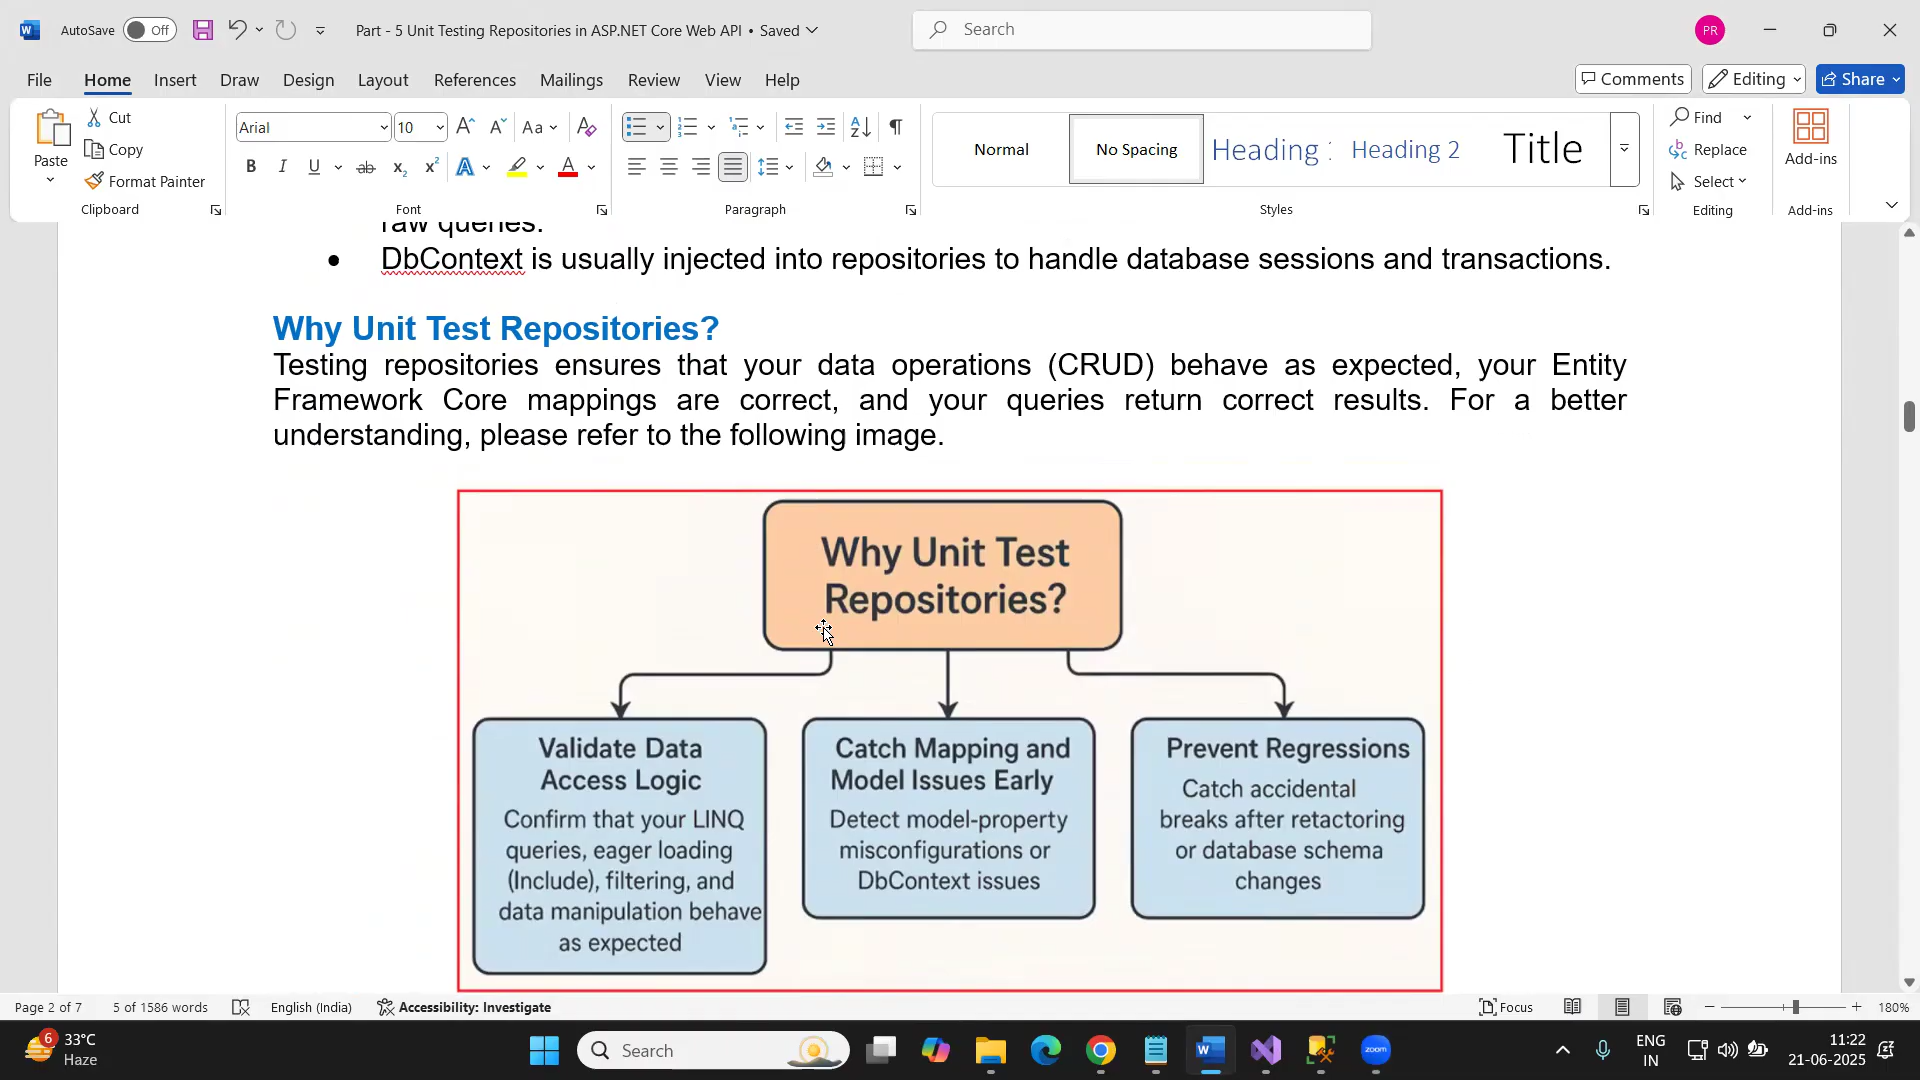 AutoSave Off Part - 5 Unit Testing Repositories in ASP.NET Core Web API • Saved Search PR
File Home Insert Draw Design Layout References Mailings Review View Help Comments Editing Share
Paste Cut Copy Format Painter Clipboard
Arial 10 Aa B I U ab x₂ x² A A Font
Paragraph
Normal No Spacing Heading 1 Heading 2 Title Styles
Find Replace Select Editing
Add-ins Add-ins
raw queries.
• DbContext is usually injected into repositories to handle database sessions and transactions.
Why Unit Test Repositories?
Testing repositories ensures that your data operations (CRUD) behave as expected, your Entity
Framework Core mappings are correct, and your queries return correct results. For a better
understanding, please refer to the following image.
Why Unit Test
Repositories?
Validate Data
Access Logic
Confirm that your LINQ
queries, eager loading
(Include), filtering, and
data manipulation behave
as expected
Catch Mapping and
Model Issues Early
Detect model-property
misconfigurations or
DbContext issues
Prevent Regressions
Catch accidental
breaks after retactoring
or database schema
changes
Page 2 of 7 5 of 1586 words English (India) Accessibility: Investigate Focus 180%
6 33°C
Haze
Search
zoom
ENG
IN
11:22
21-06-2025